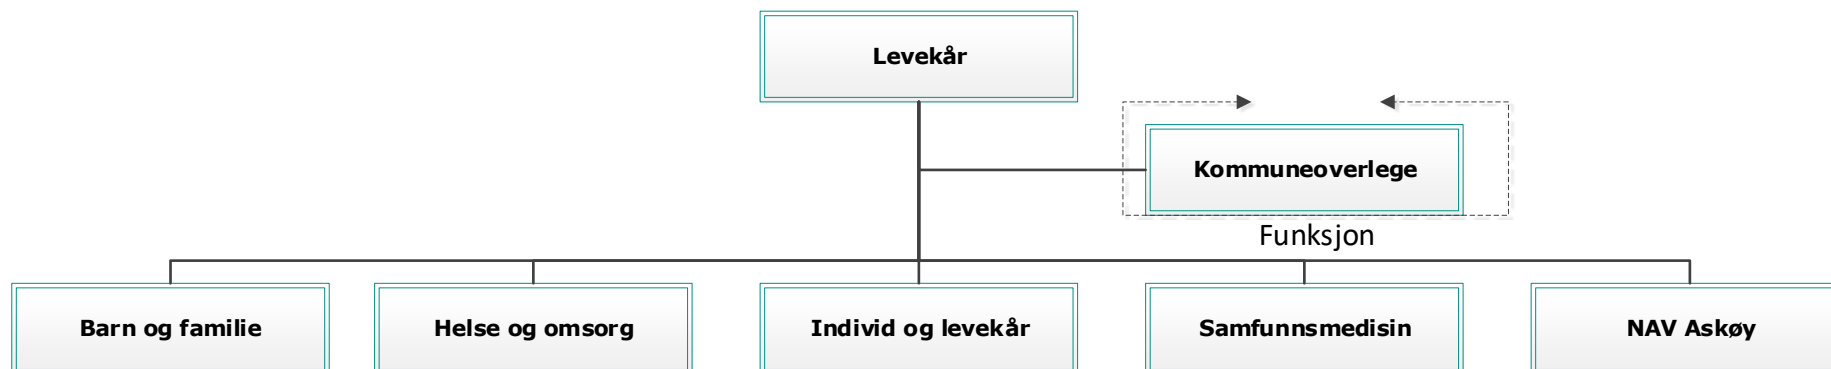 Levekår
Kommuneoverlege
Funksjon
Barn og familie
Helse og omsorg
Individ og levekår
Samfunnsmedisin
NAV Askøy